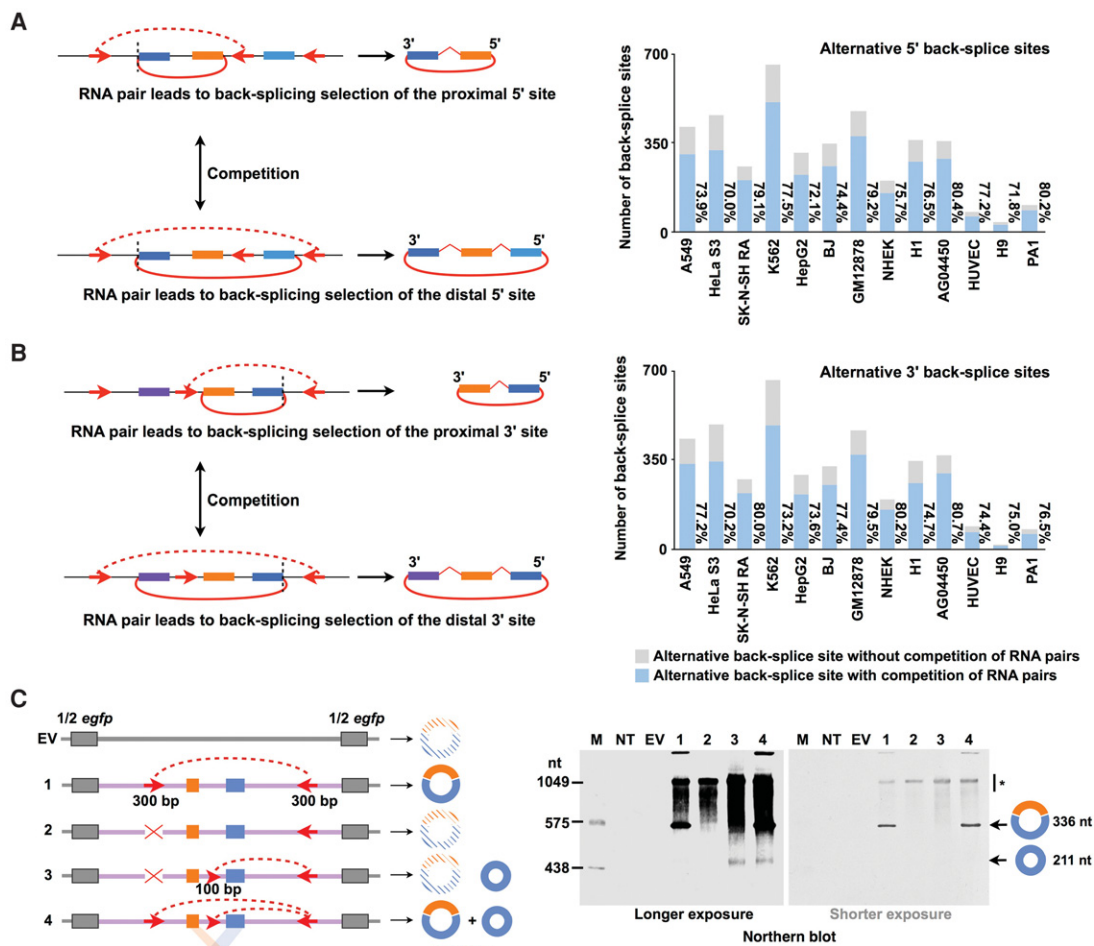 A
3' 5'
RNA pair leads to back-splicing selection of the proximal 5' site
Competition
3' 5'
RNA pair leads to back-splicing selection of the distal 5' site
Alternative 5' back-splice sites
Number of back-splice sites
700
350
0
73.9% 70.0% 79.1% 77.5% 72.1% 74.4% 79.2% 75.7% 76.5% 80.4% 77.2% 71.8% 80.2%
A549 HeLa S3 SK-N-SH RA K562 HepG2 BJ GM12878 NHEK H1 AG04450 HUVEC H9 PA1
B
3' 5'
RNA pair leads to back-splicing selection of the proximal 3' site
Competition
3' 5'
RNA pair leads to back-splicing selection of the distal 3' site
Alternative 3' back-splice sites
Number of back-splice sites
700
350
0
77.2% 70.2% 80.0% 73.2% 73.6% 77.4% 79.5% 80.2% 74.7% 80.7% 74.4% 75.0% 76.5%
A549 HeLa S3 SK-N-SH RA K562 HepG2 BJ GM12878 NHEK H1 AG04450 HUVEC H9 PA1
Alternative back-splice site without competition of RNA pairs
Alternative back-splice site with competition of RNA pairs
C
1/2 egfp 1/2 egfp
EV
1
300 bp 300 bp
2
3
100 bp
4
+
M NT EV 1 2 3 4 M NT EV 1 2 3 4
nt
1049
575
438
*
336 nt
211 nt
Longer exposure Shorter exposure
Northern blot